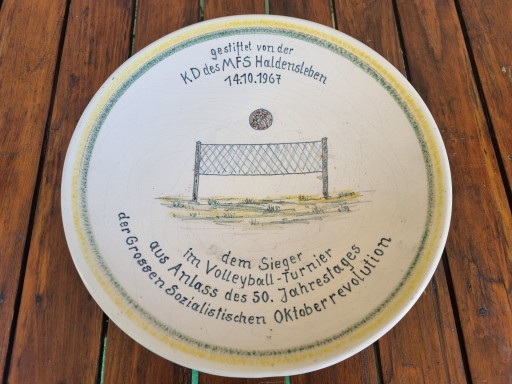 gestiftet von der
KD des MFS Haldensleben
14.10.1967
dem Sieger
im Volleyball-Turnier
aus Anlass des 50. Jahrestages
der Grossen Sozialistischen Oktoberrevolution